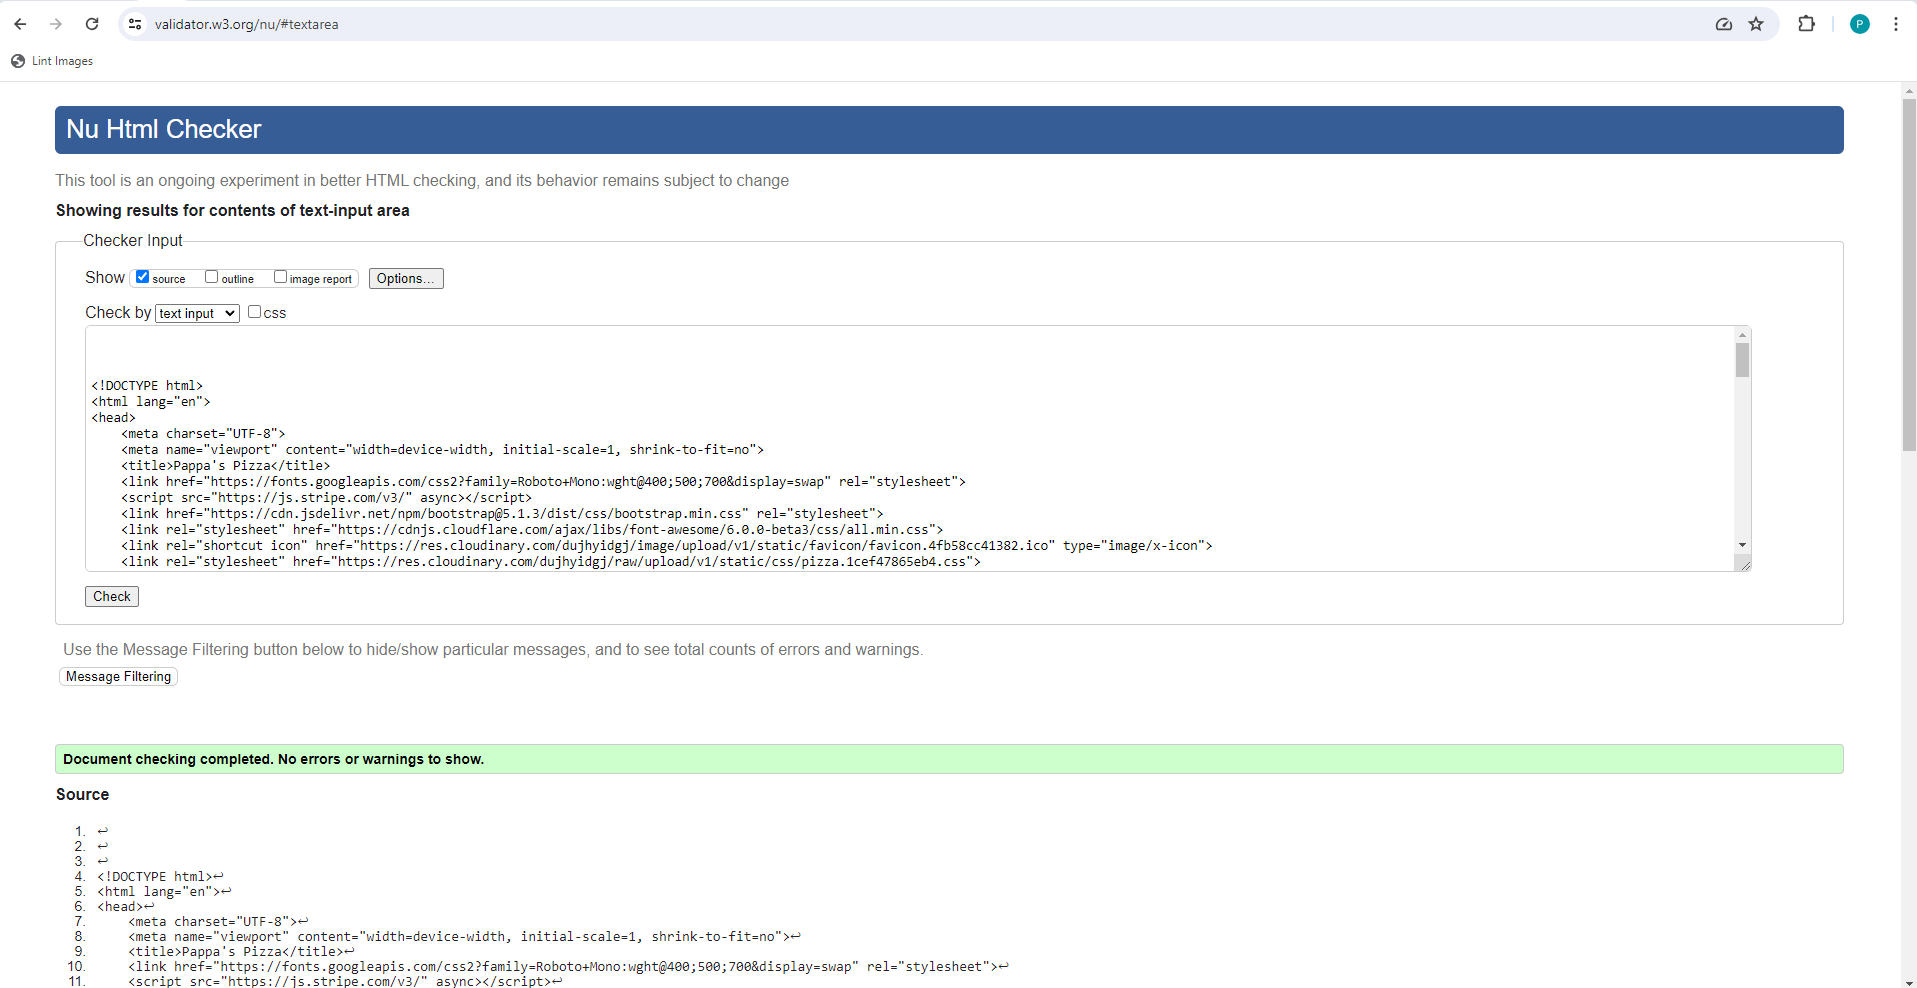 validator.w3.org/nu/#textarea
P
Lint Images
Nu Html Checker
This tool is an ongoing experiment in better HTML checking, and its behavior remains subject to change
Showing results for contents of text-input area
Checker Input
Show source outline image report Options...
Check by text input css
<!DOCTYPE html>
<html lang="en">
<head>
    <meta charset="UTF-8">
    <meta name="viewport" content="width=device-width, initial-scale=1, shrink-to-fit=no">
    <title>Pappa's Pizza</title>
    <link href="https://fonts.googleapis.com/css2?family=Roboto+Mono:wght@400;500;700&display=swap" rel="stylesheet">
    <script src="https://js.stripe.com/v3/" async></script>
    <link href="https://cdn.jsdelivr.net/npm/bootstrap@5.1.3/dist/css/bootstrap.min.css" rel="stylesheet">
    <link rel="stylesheet" href="https://cdnjs.cloudflare.com/ajax/libs/font-awesome/6.0.0-beta3/css/all.min.css">
    <link rel="shortcut icon" href="https://res.cloudinary.com/dujhyidgj/image/upload/v1/static/favicon/favicon.4fb58cc41382.ico" type="image/x-icon">
    <link rel="stylesheet" href="https://res.cloudinary.com/dujhyidgj/raw/upload/v1/static/css/pizza.1cef47865eb4.css">
Check
Use the Message Filtering button below to hide/show particular messages, and to see total counts of errors and warnings.
Message Filtering
Document checking completed. No errors or warnings to show.
Source
1. ↩
2. ↩
3. ↩
4. <!DOCTYPE html>↩
5. <html lang="en">↩
6. <head>↩
7.     <meta charset="UTF-8">↩
8.     <meta name="viewport" content="width=device-width, initial-scale=1, shrink-to-fit=no">↩
9.     <title>Pappa's Pizza</title>↩
10.     <link href="https://fonts.googleapis.com/css2?family=Roboto+Mono:wght@400;500;700&display=swap" rel="stylesheet">↩
11.     <script src="https://js.stripe.com/v3/" async></script>↩